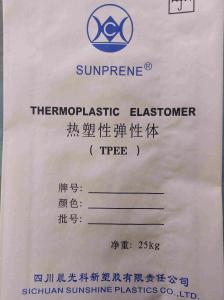 SUNPRENE®
THERMOPLASTIC ELASTOMER
热塑性弹性体
( TPEE )
牌号:
颜色:
批号:
净重: 25kg
四川晨光科新塑胶有限责任公司
SICHUAN SUNSHINE PLASTICS CO.,LTD.